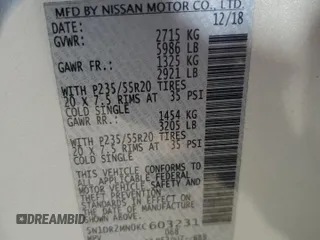 MFD BY NISSAN MOTOR CO., LTD.
DATE: 12/18
GVWR: 2715 KG
5986 LB
GAWR FR.: 1325 KG
2921 LB
WITH P235/55R20 TIRES
20 X 7.5 RIMS AT 35 PSI
COLD SINGLE
GAWR RR.: 1454 KG
3205 LB
WITH P235/55R20 TIRES
20 X 7.5 RIMS AT 35 PSI
COLD SINGLE
THIS VEHICLE CONFORMS TO
ALL APPLICABLE FEDERAL
MOTOR VEHICLE SAFETY
STANDARDS IN EFFECT ON
THE DATE OF MANUFACTURE
SHOWN ABOVE.
603231
MPV
DREAMBID